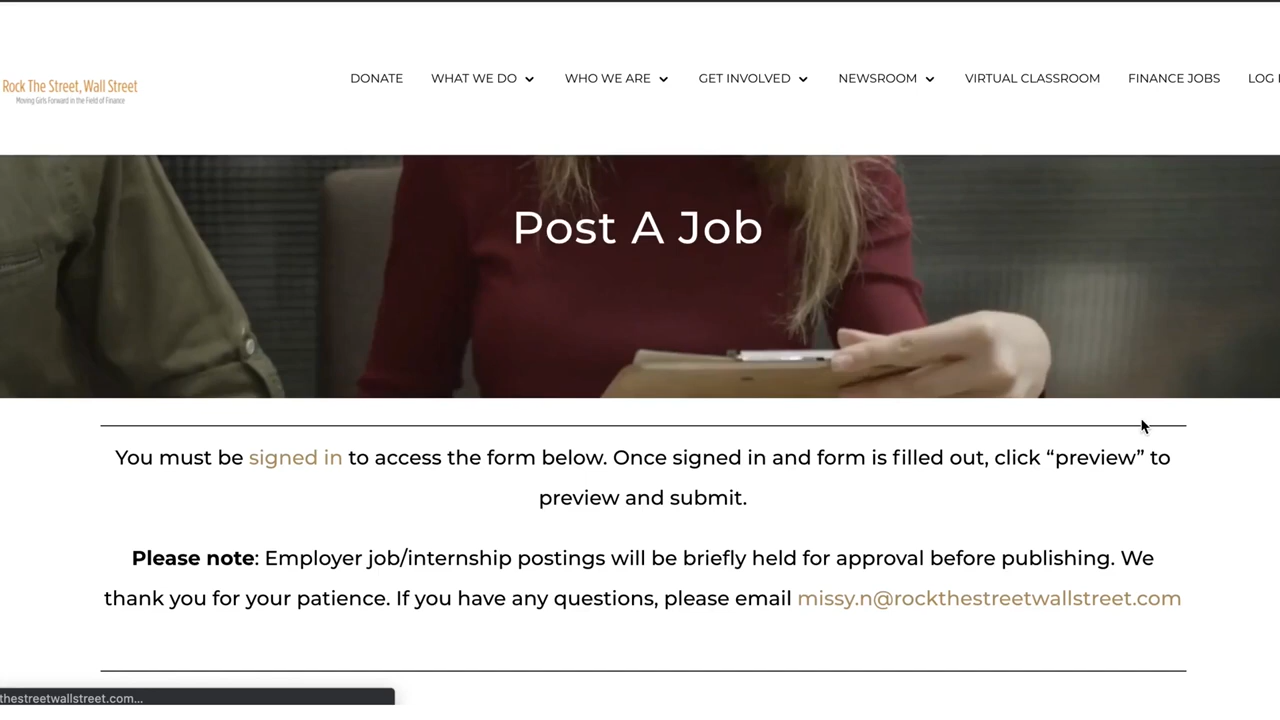 Rock The Street, Wall Street
Moving Girls Forward in the Field of Finance
DONATE WHAT WE DO WHO WE ARE GET INVOLVED NEWSROOM VIRTUAL CLASSROOM FINANCE JOBS LOG
Post A Job
You must be signed in to access the form below. Once signed in and form is filled out, click “preview” to
preview and submit.
Please note: Employer job/internship postings will be briefly held for approval before publishing. We
thank you for your patience. If you have any questions, please email missy.n@rockthestreetwallstreet.com
thestreetwallstreet.com...